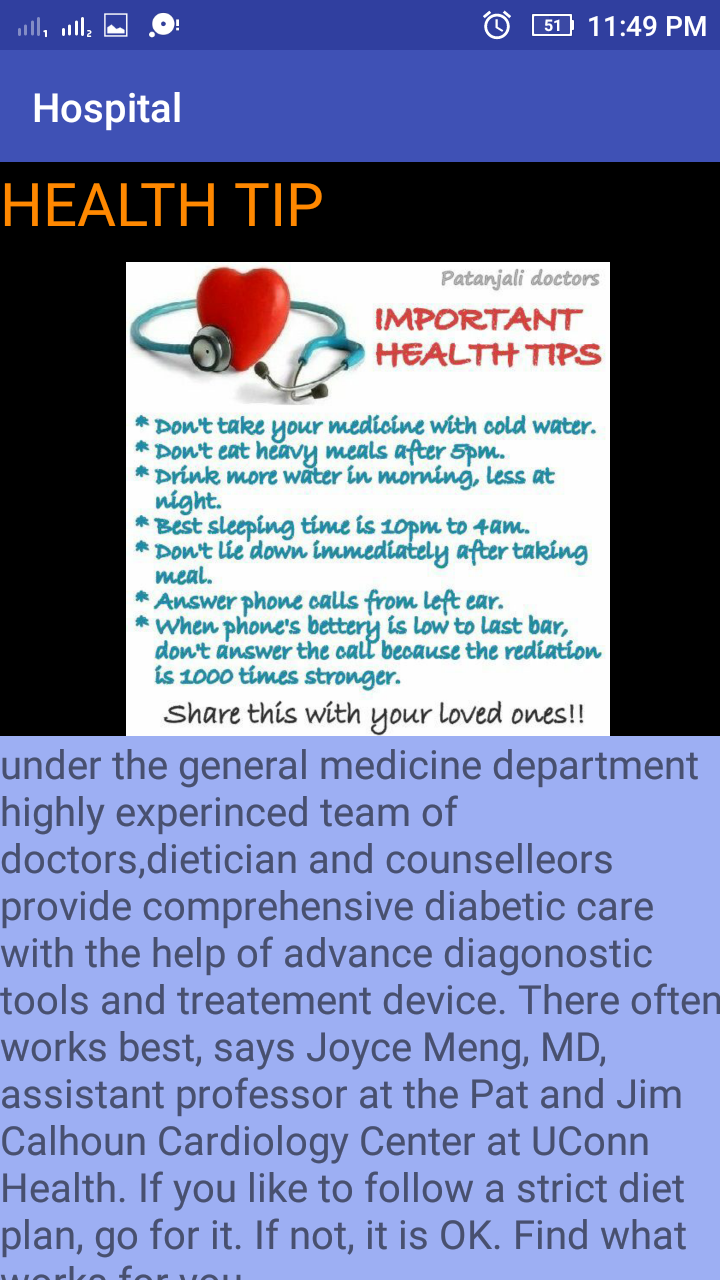 51 11:49 PM
Hospital
HEALTH TIP
Patanjali doctors
IMPORTANT
HEALTH TIPS
* Don't take your medicine with cold water.
* Don't eat heavy meals after 5pm.
* Drink more water in morning, less at
night.
* Best sleeping time is 10pm to 4am.
* Don't lie down immediately after taking
meal.
* Answer phone calls from left ear.
* When phone's bettery is low to last bar,
don't answer the call because the rediation
is 1000 times stronger.
Share this with your loved ones!!
under the general medicine department
highly experinced team of
doctors,dietician and counselleors
provide comprehensive diabetic care
with the help of advance diagonostic
tools and treatement device. There often
works best, says Joyce Meng, MD,
assistant professor at the Pat and Jim
Calhoun Cardiology Center at UConn
Health. If you like to follow a strict diet
plan, go for it. If not, it is OK. Find what
works for you